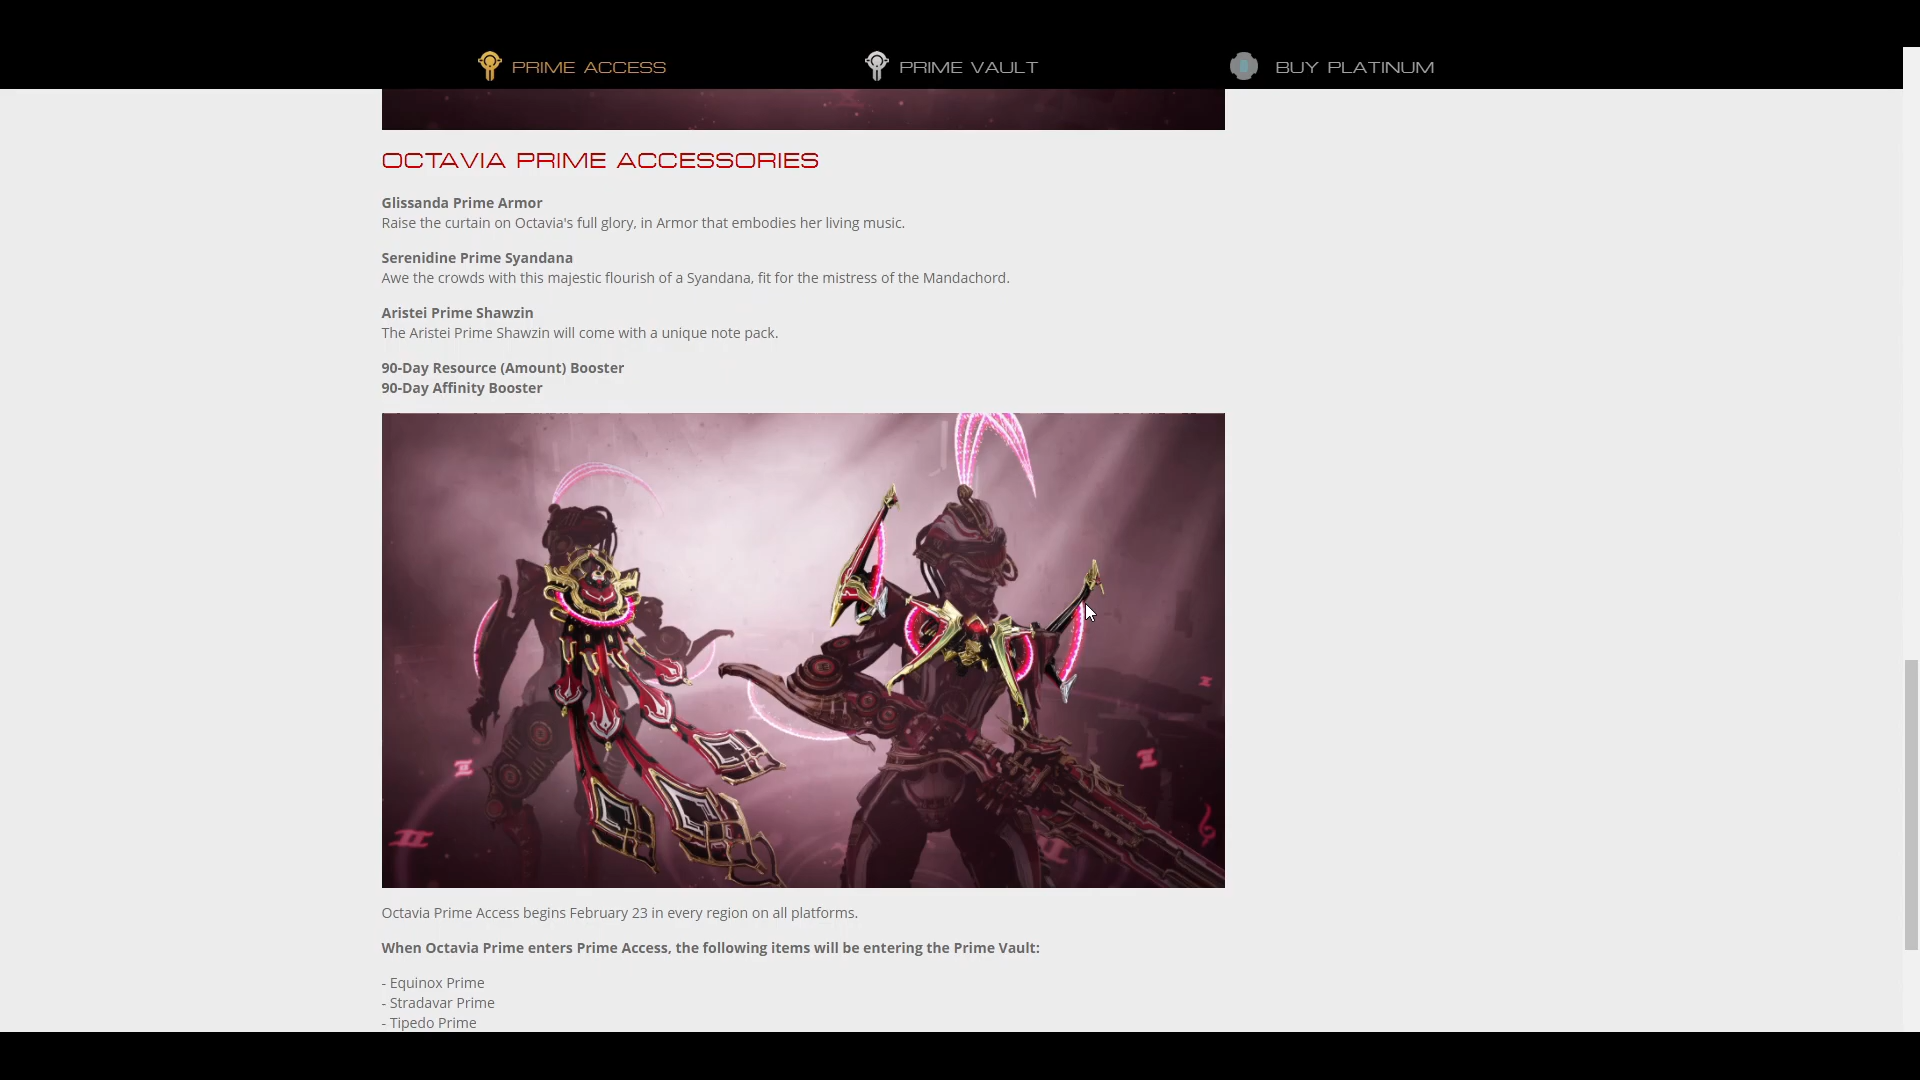 PRIME ACCESS
PRIME VAULT
BUY PLATINUM
OCTAVIA PRIME ACCESSORIES
Glissanda Prime Armor
Raise the curtain on Octavia's full glory, in Armor that embodies her living music.
Serenidine Prime Syandana
Awe the crowds with this majestic flourish of a Syandana, fit for the mistress of the Mandachord.
Aristei Prime Shawzin
The Aristei Prime Shawzin will come with a unique note pack.
90-Day Resource (Amount) Booster
90-Day Affinity Booster
Octavia Prime Access begins February 23 in every region on all platforms.
When Octavia Prime enters Prime Access, the following items will be entering the Prime Vault:
- Equinox Prime
- Stradavar Prime
- Tipedo Prime